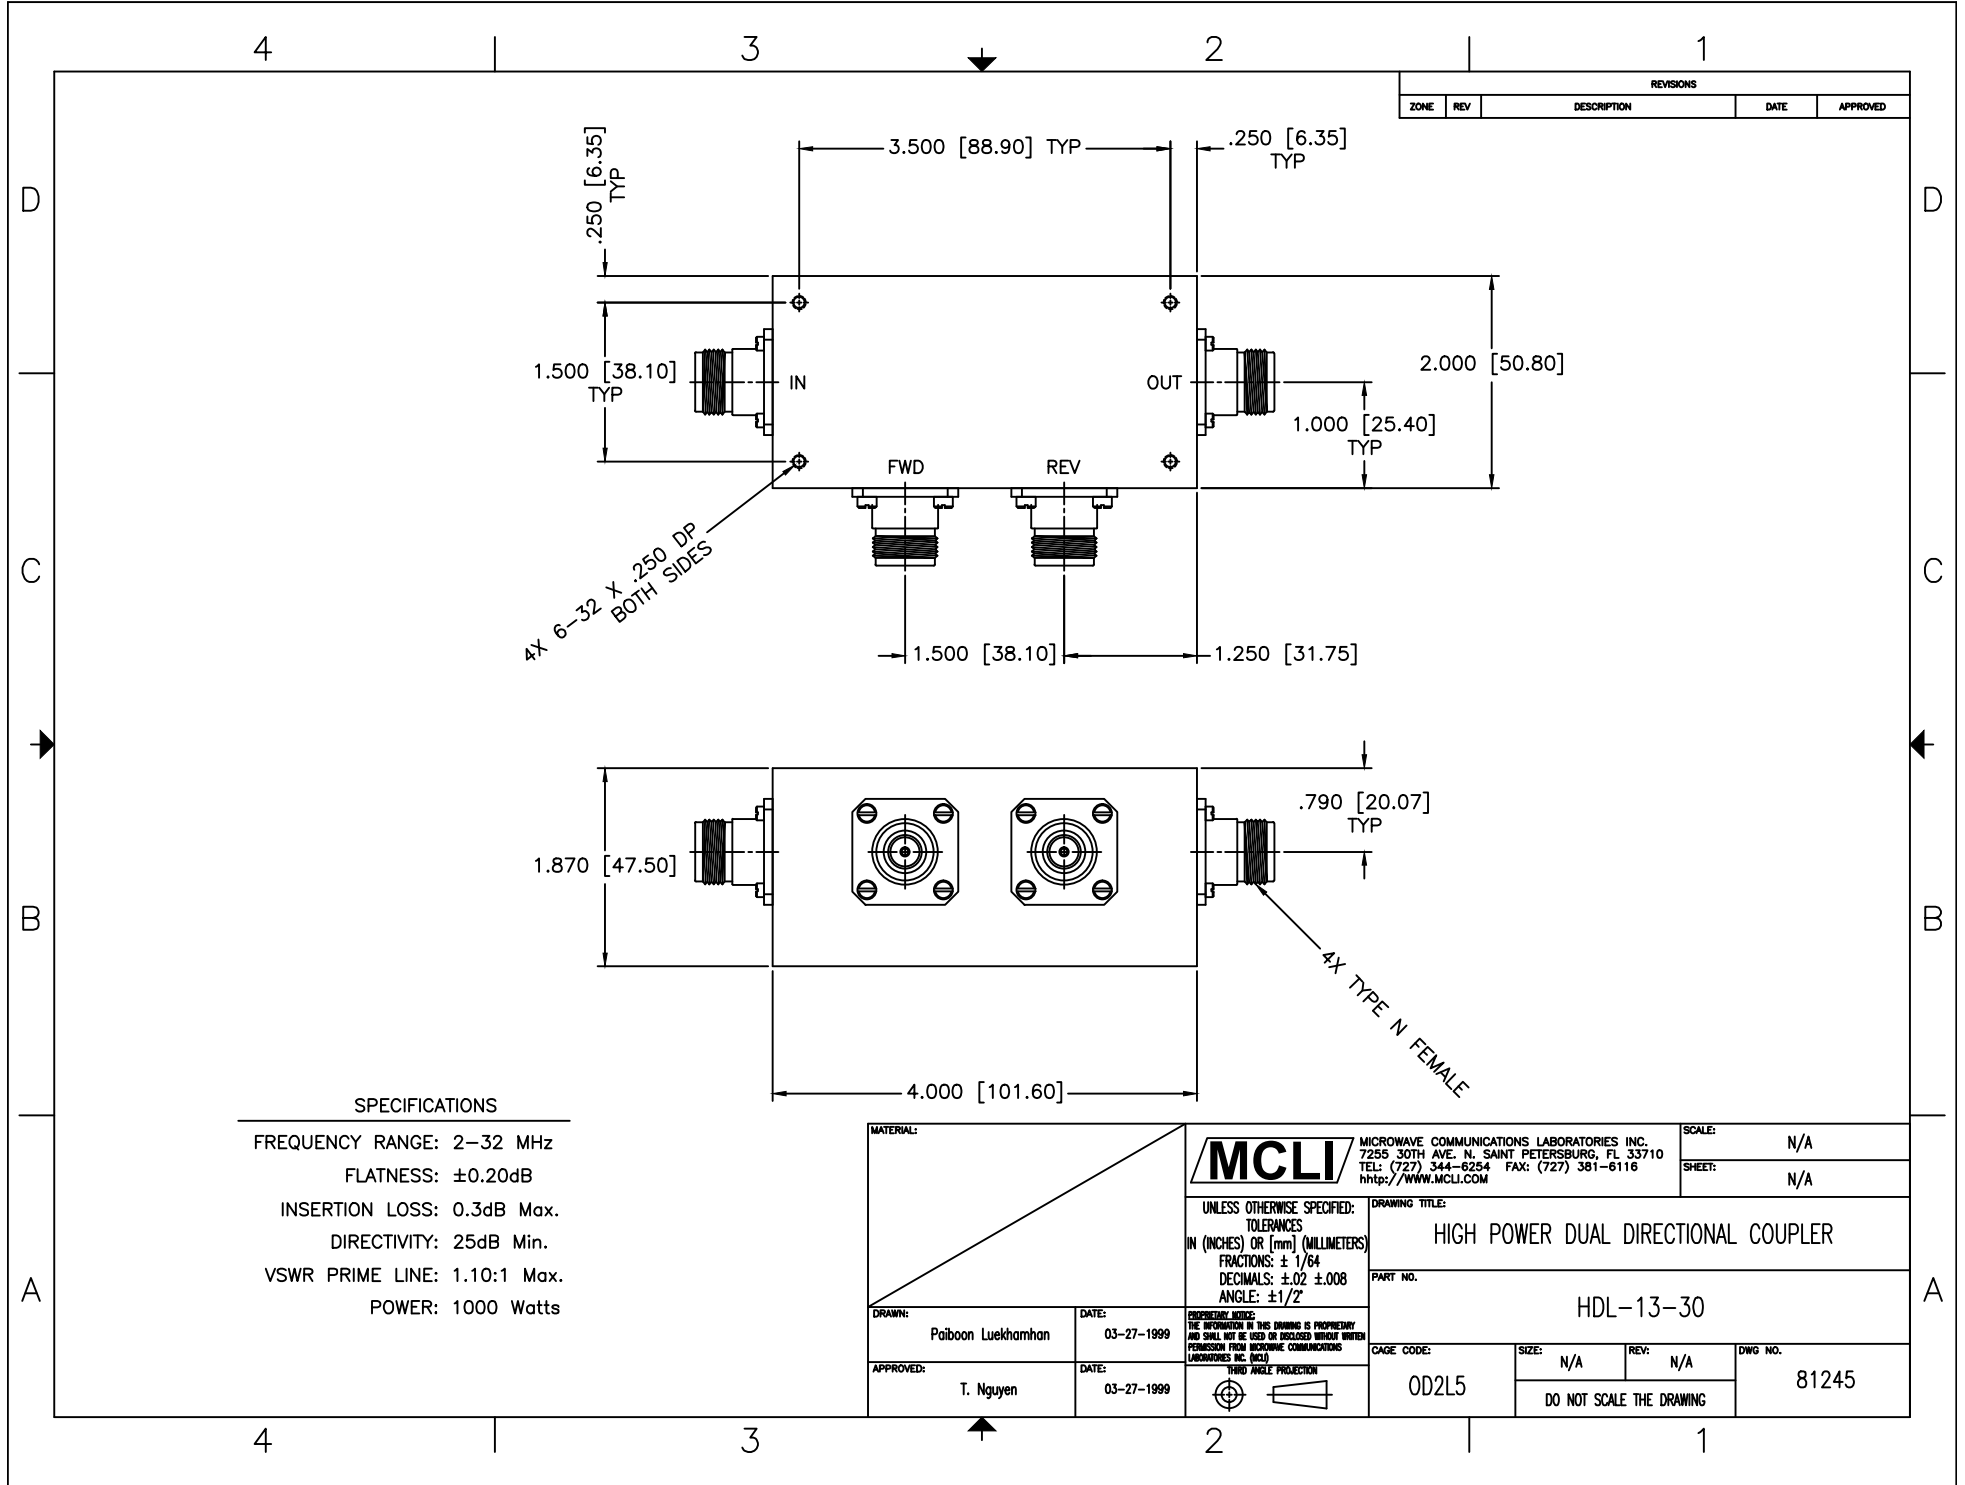 4 3 2 1
REVISIONS
ZONE REV DESCRIPTION DATE APPROVED
D
D
.250 [6.35]
TYP
3.500 [88.90] TYP
.250 [6.35]
TYP
1.500 [38.10]
TYP
IN
OUT
2.000 [50.80]
1.000 [25.40]
TYP
FWD
REV
4X 6-32 X .250 DP
BOTH SIDES
C
C
1.500 [38.10]
1.250 [31.75]
1.870 [47.50]
.790 [20.07]
TYP
B
B
4X TYPE N FEMALE
4.000 [101.60]
SPECIFICATIONS
FREQUENCY RANGE: 2-32 MHz
FLATNESS: ±0.20dB
INSERTION LOSS: 0.3dB Max.
DIRECTIVITY: 25dB Min.
VSWR PRIME LINE: 1.10:1 Max.
POWER: 1000 Watts
A
A
MATERIAL:
MCLI
MICROWAVE COMMUNICATIONS LABORATORIES INC.
7255 30TH AVE. N. SAINT PETERSBURG, FL 33710
TEL: (727) 344-6254 FAX: (727) 381-6116
hhtp://WWW.MCLI.COM
SCALE:
N/A
SHEET:
N/A
UNLESS OTHERWISE SPECIFIED:
TOLERANCES
IN (INCHES) OR [mm] (MILLIMETERS)
FRACTIONS: ± 1/64
DECIMALS: ±.02 ±.008
ANGLE: ±1/2°
DRAWING TITLE:
HIGH POWER DUAL DIRECTIONAL COUPLER
PART NO.
HDL-13-30
DRAWN:
Paiboon Luekhamhan
DATE:
03-27-1999
PROPRIETARY NOTICE:
THE INFORMATION IN THIS DRAWING IS PROPRIETARY
AND SHALL NOT BE USED OR DISCLOSED WITHOUT WRITTEN
PERMISSION FROM MICROWAVE COMMUNICATIONS
LABORATORIES INC. (MCLI)
APPROVED:
T. Nguyen
DATE:
03-27-1999
THIRD ANGLE PROJECTION
CAGE CODE:
0D2L5
SIZE:
N/A
REV:
N/A
DO NOT SCALE THE DRAWING
DWG NO.
81245
4 3 2 1